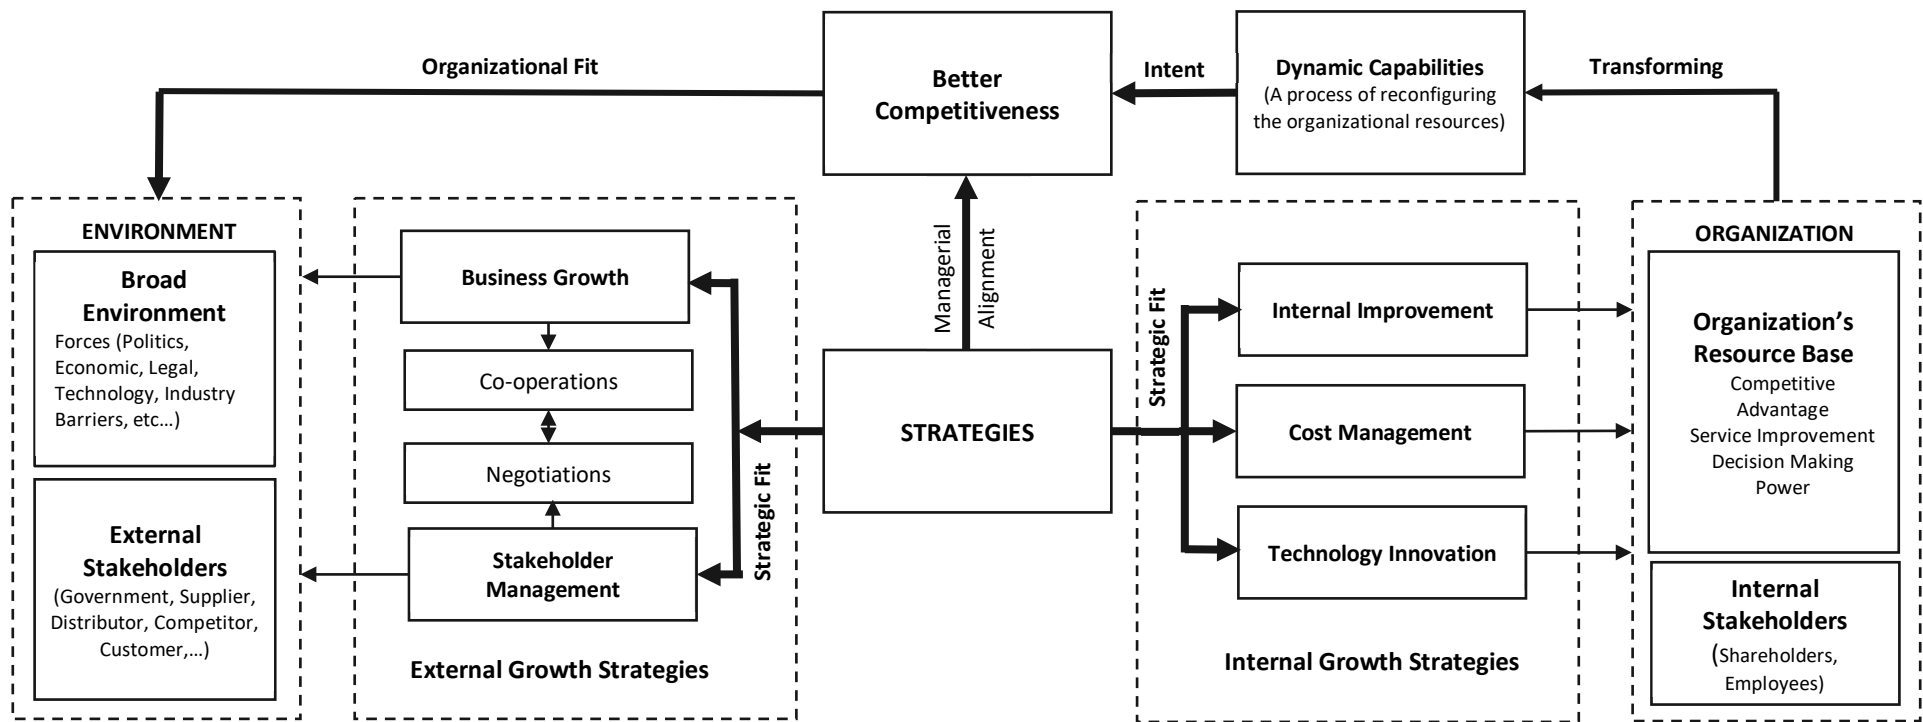 Organizational Fit
Better
Competitiveness
Intent
Dynamic Capabilities
(A process of reconfiguring
the organizational resources)
Transforming
ENVIRONMENT
Broad
Environment
Forces (Politics,
Economic, Legal,
Technology, Industry
Barriers, etc...)
External
Stakeholders
(Government, Supplier,
Distributor, Competitor,
Customer,...)
Business Growth
Co-operations
Negotiations
Stakeholder
Management
External Growth Strategies
Strategic Fit
Managerial
Alignment
STRATEGIES
Strategic Fit
Internal Improvement
Cost Management
Technology Innovation
Internal Growth Strategies
ORGANIZATION
Organization’s
Resource Base
Competitive
Advantage
Service Improvement
Decision Making
Power
Internal
Stakeholders
(Shareholders,
Employees)